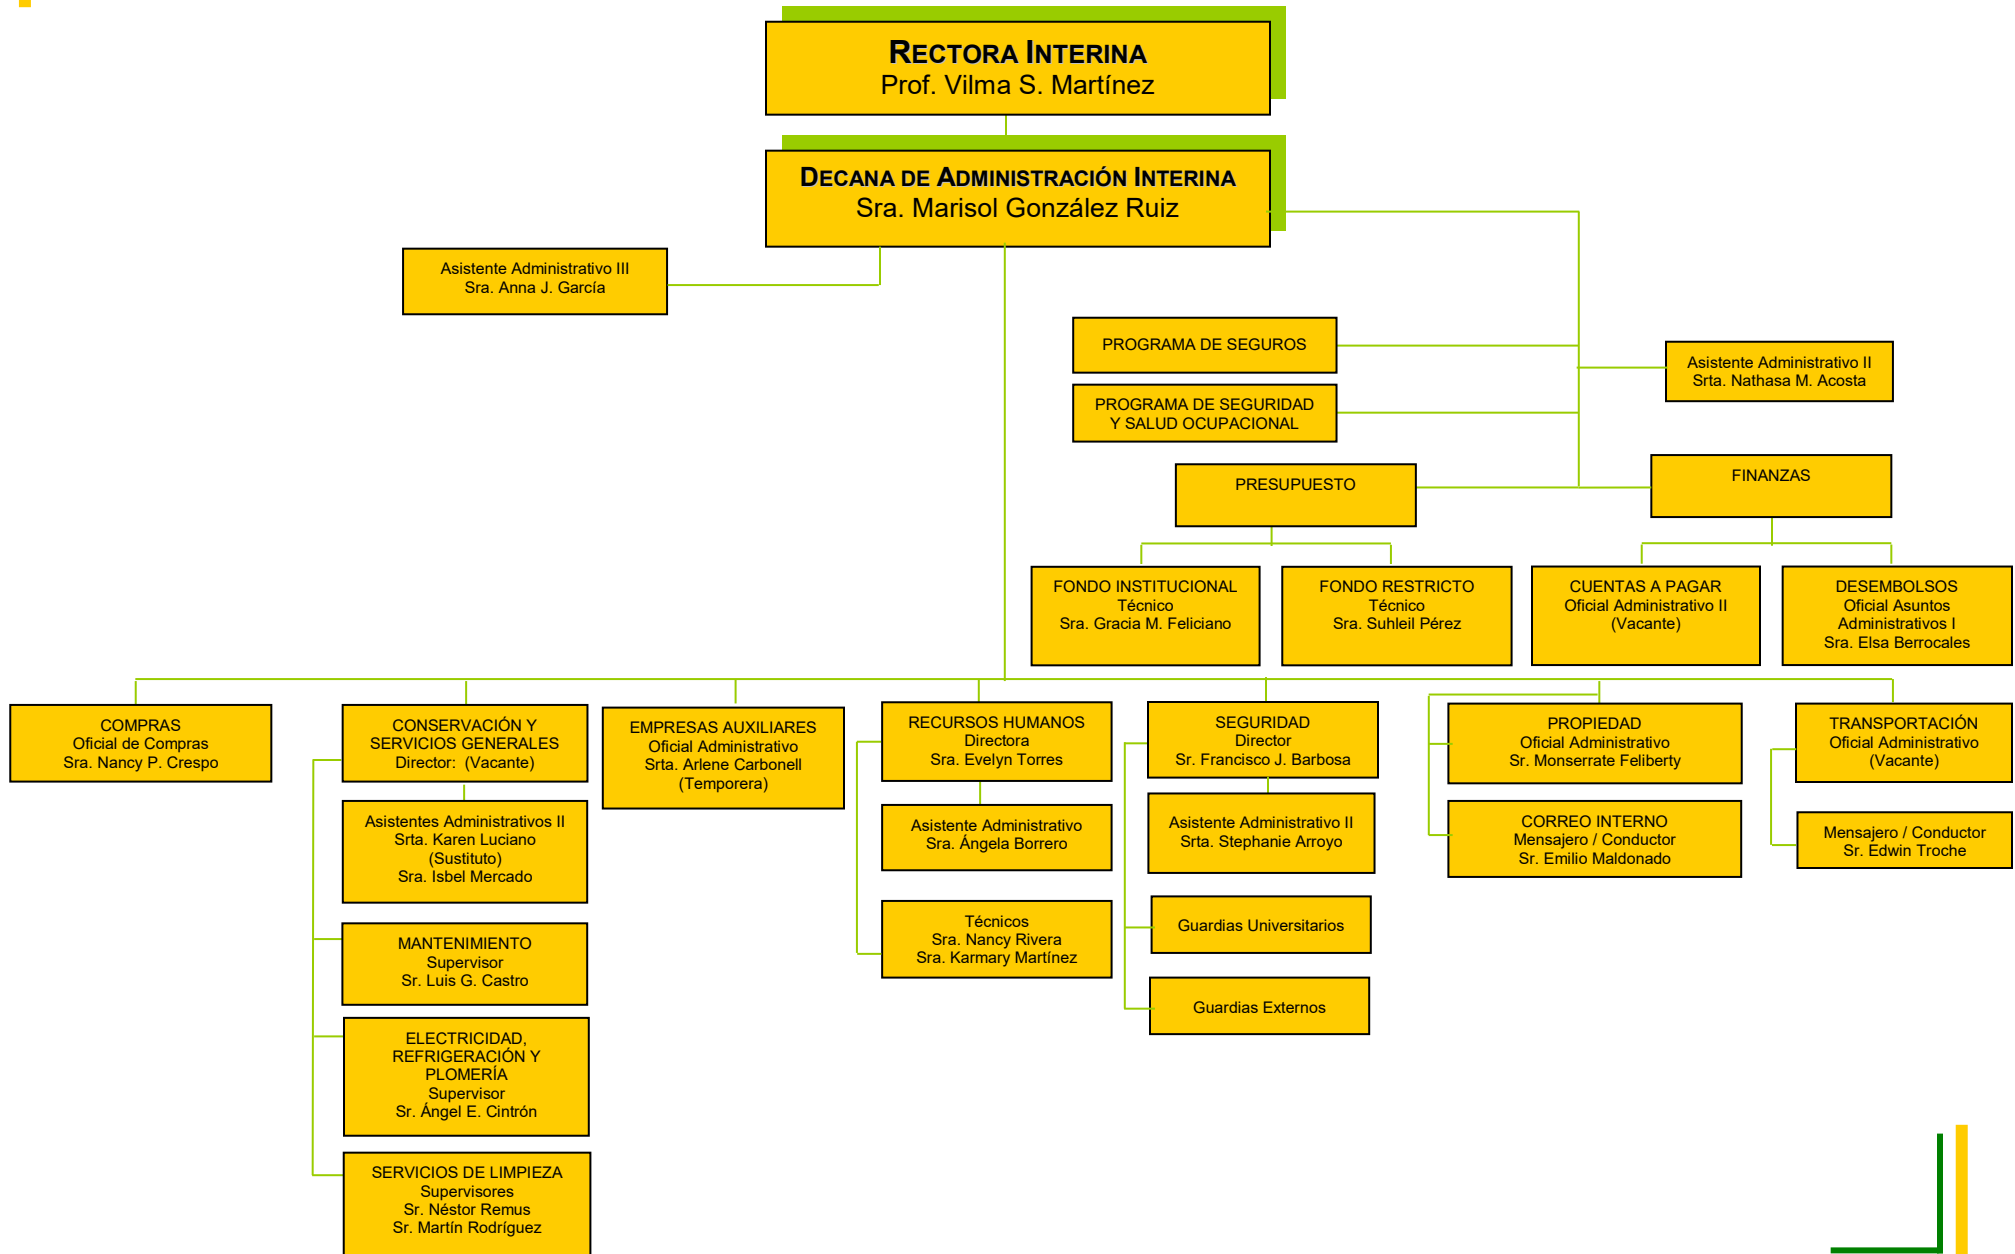 RECTORA INTERINA
Prof. Vilma S. Martínez
DECANA DE ADMINISTRACIÓN INTERINA
Sra. Marisol González Ruiz
Asistente Administrativo III
Sra. Anna J. García
PROGRAMA DE SEGUROS
Asistente Administrativo II
Srta. Nathasa M. Acosta
PROGRAMA DE SEGURIDAD
Y SALUD OCUPACIONAL
PRESUPUESTO
FINANZAS
FONDO INSTITUCIONAL
Técnico
Sra. Gracia M. Feliciano
FONDO RESTRICTO
Técnico
Sra. Suhleil Pérez
CUENTAS A PAGAR
Oficial Administrativo II
(Vacante)
DESEMBOLSOS
Oficial Asuntos
Administrativos I
Sra. Elsa Berrocales
COMPRAS
Oficial de Compras
Sra. Nancy P. Crespo
CONSERVACIÓN Y
SERVICIOS GENERALES
Director: (Vacante)
EMPRESAS AUXILIARES
Oficial Administrativo
Srta. Arlene Carbonell
(Temporera)
RECURSOS HUMANOS
Directora
Sra. Evelyn Torres
SEGURIDAD
Director
Sr. Francisco J. Barbosa
PROPIEDAD
Oficial Administrativo
Sr. Monserrate Feliberty
TRANSPORTACIÓN
Oficial Administrativo
(Vacante)
Asistentes Administrativos II
Srta. Karen Luciano
(Sustituto)
Sra. Isbel Mercado
Asistente Administrativo
Sra. Ángela Borrero
Asistente Administrativo II
Srta. Stephanie Arroyo
CORREO INTERNO
Mensajero / Conductor
Sr. Emilio Maldonado
Mensajero / Conductor
Sr. Edwin Troche
MANTENIMIENTO
Supervisor
Sr. Luis G. Castro
Técnicos
Sra. Nancy Rivera
Sra. Karmary Martínez
Guardias Universitarios
Guardias Externos
ELECTRICIDAD,
REFRIGERACIÓN Y
PLOMERÍA
Supervisor
Sr. Ángel E. Cintrón
SERVICIOS DE LIMPIEZA
Supervisores
Sr. Néstor Remus
Sr. Martín Rodríguez